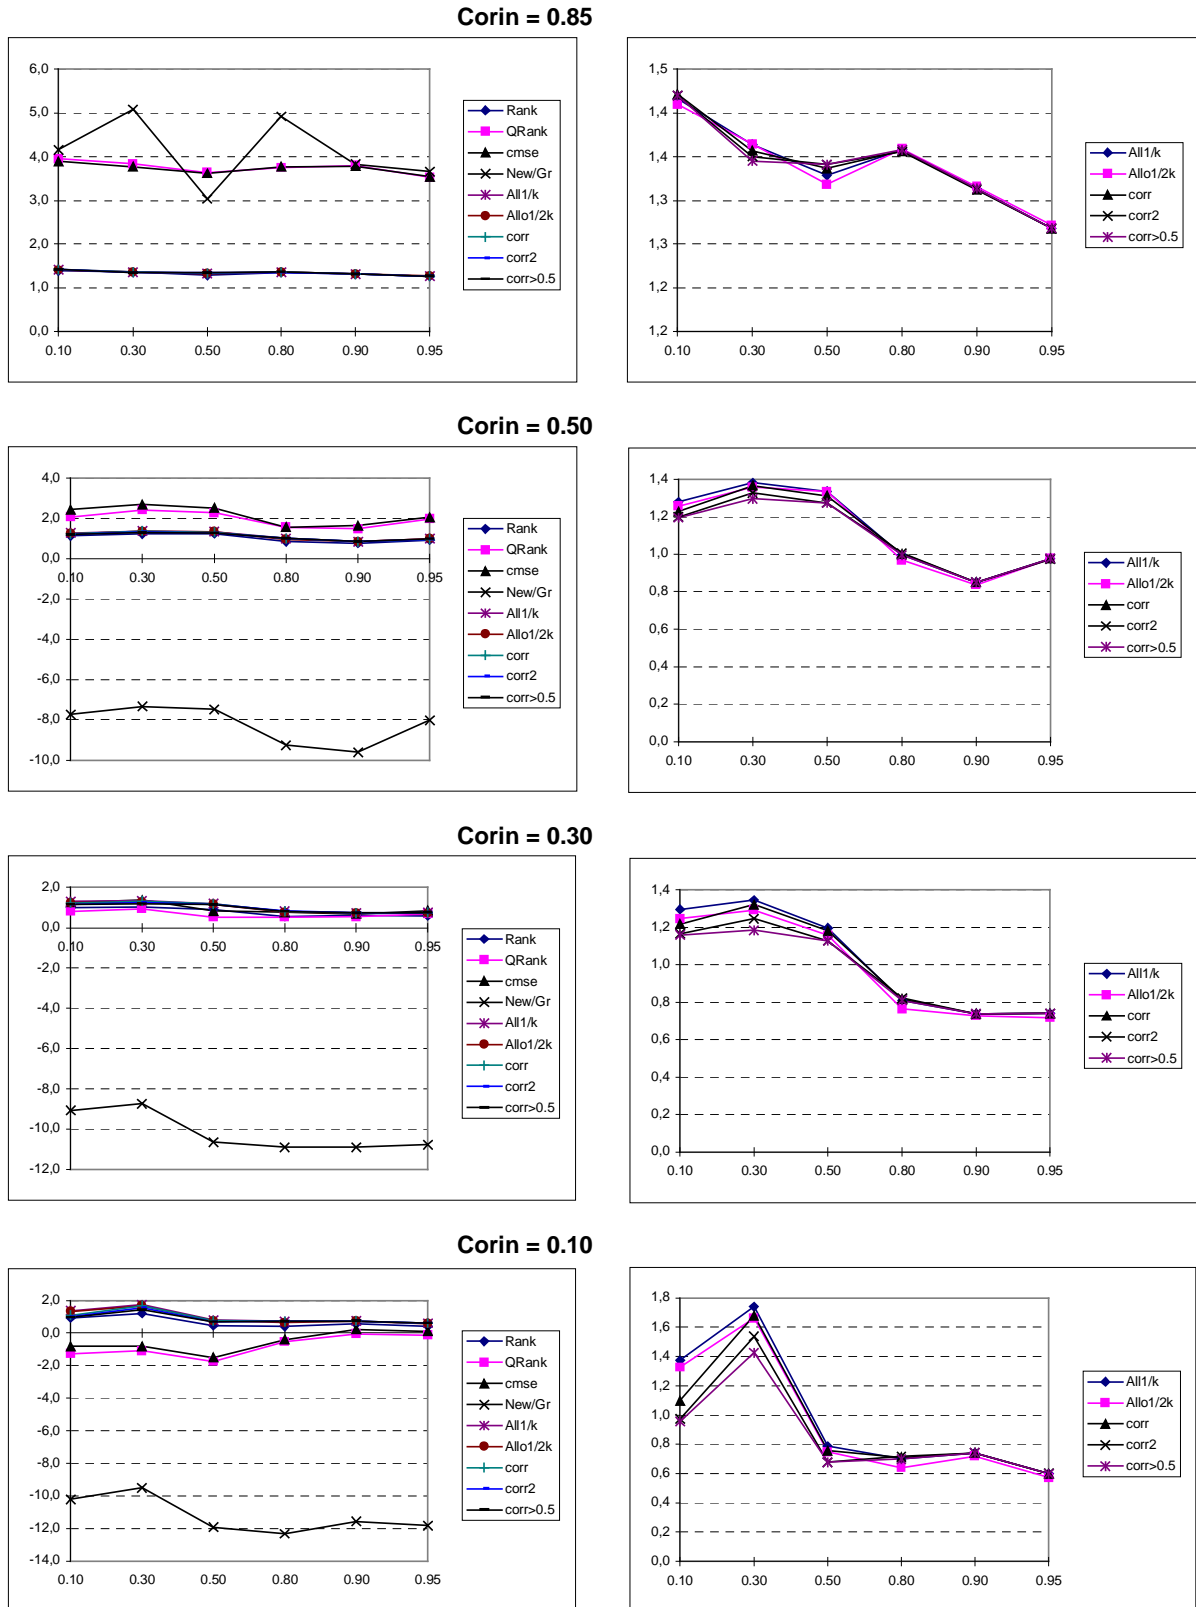 Corin = 0.85
6,0
5,0
4,0
3,0
2,0
1,0
0,0
0.10 0.30 0.50 0.80 0.90 0.95
Rank
QRank
cmse
New/Gr
All1/k
Allo1/2k
corr
corr2
corr>0.5
1,5
1,4
1,4
1,3
1,3
1,2
1,2
0.10 0.30 0.50 0.80 0.90 0.95
All1/k
Allo1/2k
corr
corr2
corr>0.5
Corin = 0.50
4,0
2,0
0,0
-2,0
-4,0
-6,0
-8,0
-10,0
0.10 0.30 0.50 0.80 0.90 0.95
Rank
QRank
cmse
New/Gr
All1/k
Allo1/2k
corr
corr2
corr>0.5
1,4
1,2
1,0
0,8
0,6
0,4
0,2
0,0
0.10 0.30 0.50 0.80 0.90 0.95
All1/k
Allo1/2k
corr
corr2
corr>0.5
Corin = 0.30
2,0
0,0
-2,0
-4,0
-6,0
-8,0
-10,0
-12,0
0.10 0.30 0.50 0.80 0.90 0.95
Rank
QRank
cmse
New/Gr
All1/k
Allo1/2k
corr
corr2
corr>0.5
1,4
1,2
1,0
0,8
0,6
0,4
0,2
0,0
0.10 0.30 0.50 0.80 0.90 0.95
All1/k
Allo1/2k
corr
corr2
corr>0.5
Corin = 0.10
2,0
0,0
-2,0
-4,0
-6,0
-8,0
-10,0
-12,0
-14,0
0.10 0.30 0.50 0.80 0.90 0.95
Rank
QRank
cmse
New/Gr
All1/k
Allo1/2k
corr
corr2
corr>0.5
1,8
1,6
1,4
1,2
1,0
0,8
0,6
0,4
0,2
0,0
0.10 0.30 0.50 0.80 0.90 0.95
All1/k
Allo1/2k
corr
corr2
corr>0.5